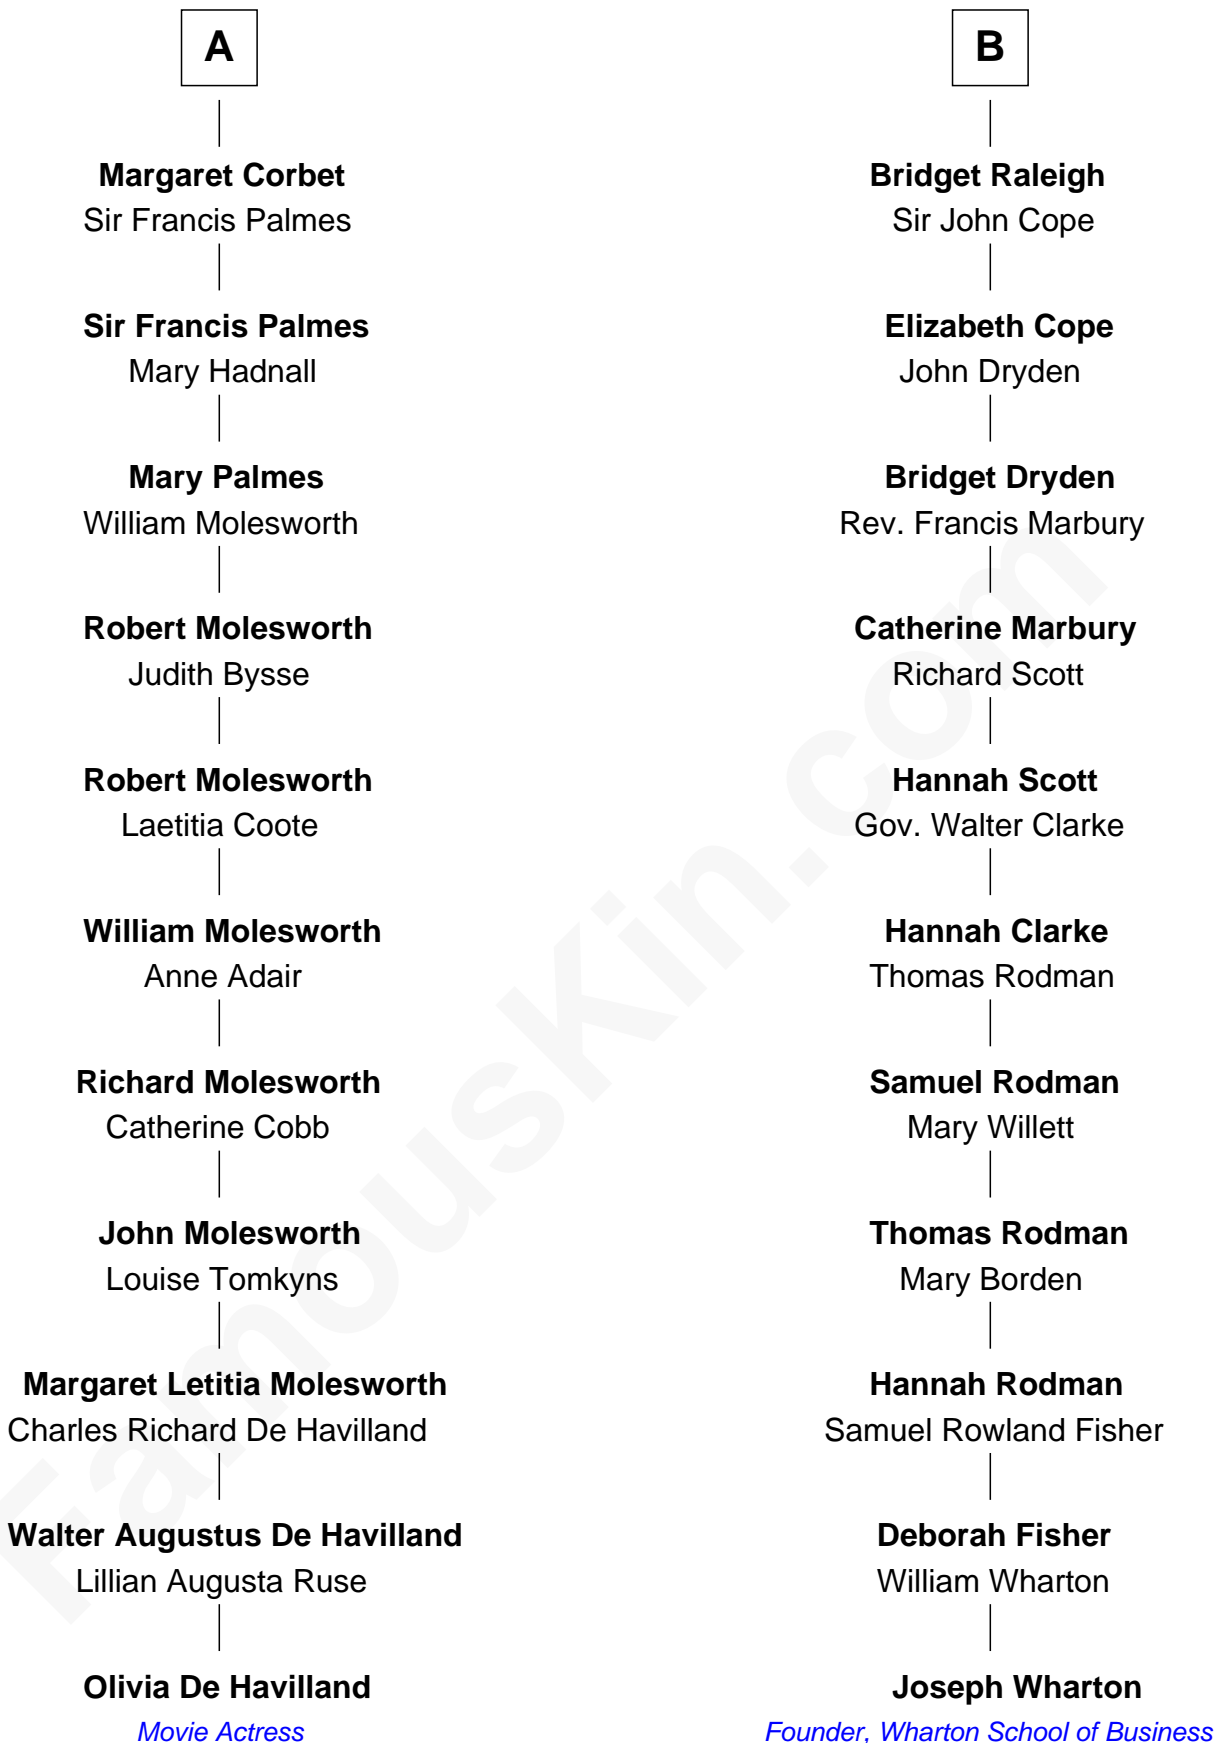 A
Margaret Corbet
Sir Francis Palmes
Sir Francis Palmes
Mary Hadnall
Mary Palmes
William Molesworth
Robert Molesworth
Judith Bysse
Robert Molesworth
Laetitia Coote
William Molesworth
Anne Adair
Richard Molesworth
Catherine Cobb
John Molesworth
Louise Tomkyns
Margaret Letitia Molesworth
Charles Richard De Havilland
Walter Augustus De Havilland
Lillian Augusta Ruse
Olivia De Havilland
Movie Actress
B
Bridget Raleigh
Sir John Cope
Elizabeth Cope
John Dryden
Bridget Dryden
Rev. Francis Marbury
Catherine Marbury
Richard Scott
Hannah Scott
Gov. Walter Clarke
Hannah Clarke
Thomas Rodman
Samuel Rodman
Mary Willett
Thomas Rodman
Mary Borden
Hannah Rodman
Samuel Rowland Fisher
Deborah Fisher
William Wharton
Joseph Wharton
Founder, Wharton School of Business
FamousKin.com